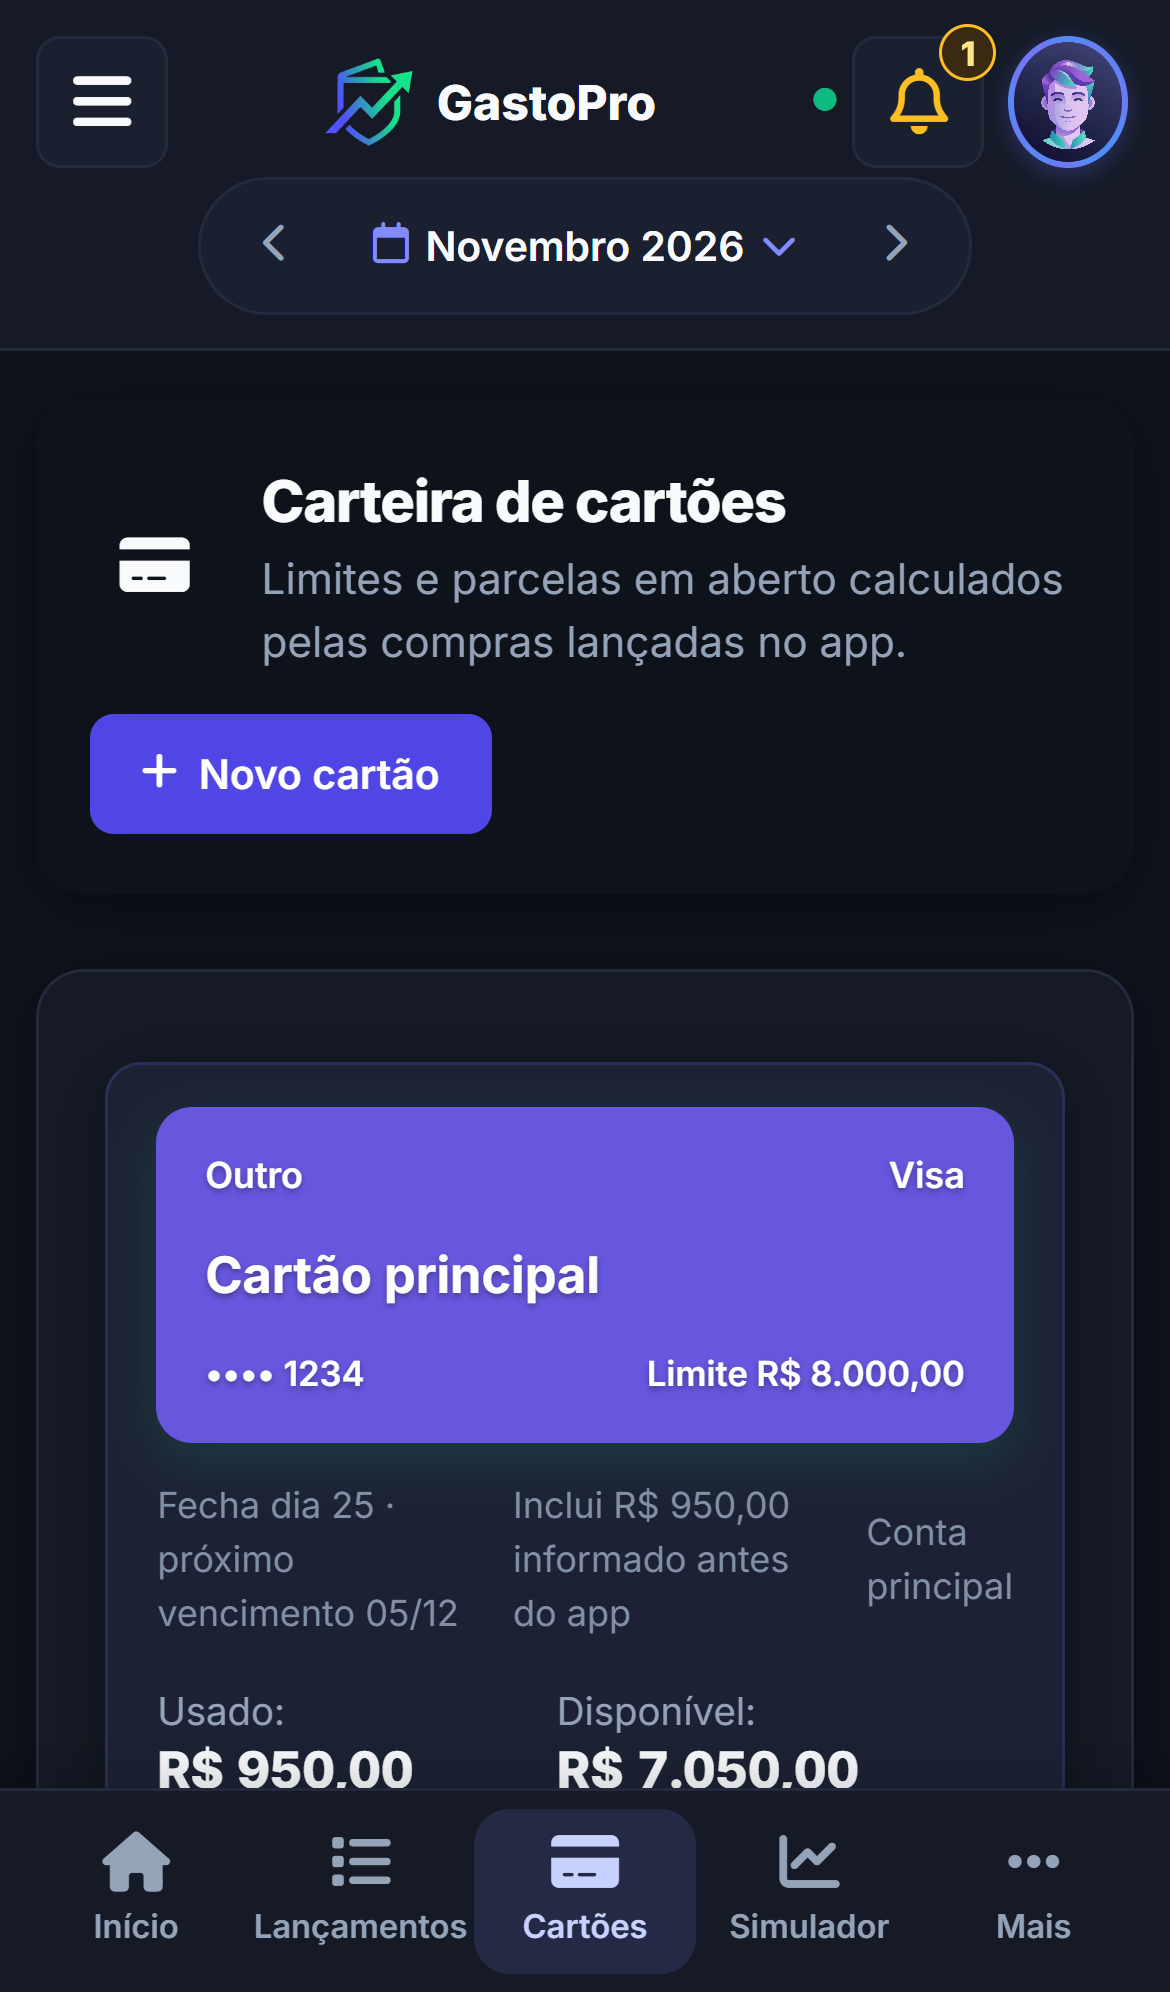 GastoPro
1
Novembro 2026
Carteira de cartões
Limites e parcelas em aberto calculados
pelas compras lançadas no app.
+ Novo cartão
Outro
Visa
Cartão principal
•••• 1234
Limite R$ 8.000,00
Fecha dia 25 ·
próximo
vencimento 05/12
Inclui R$ 950,00
informado antes
do app
Conta
principal
Usado:
R$ 950,00
Disponível:
R$ 7.050,00
Início
Lançamentos
Cartões
Simulador
Mais